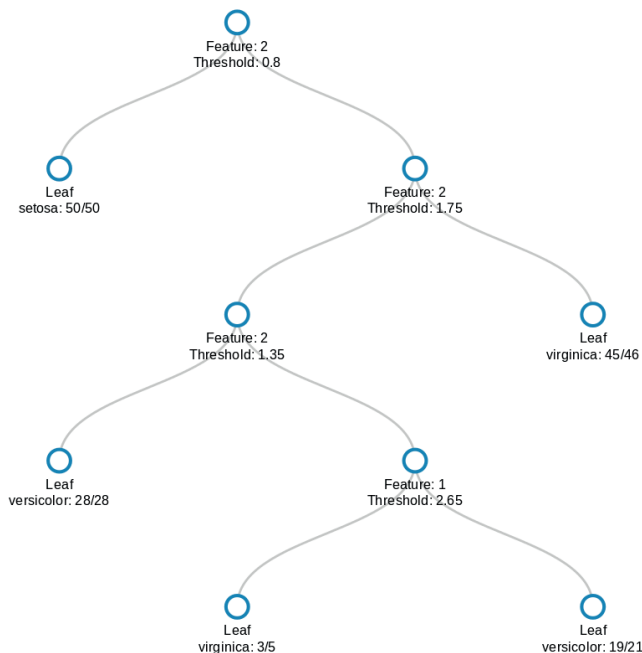 Feature: 2
Threshold: 0.8
Leaf
setosa: 50/50
Feature: 2
Threshold: 1.75
Feature: 2
Threshold: 1.35
Leaf
virginica: 45/46
Leaf
versicolor: 28/28
Feature: 1
Threshold: 2.65
Leaf
virginica: 3/5
Leaf
versicolor: 19/21